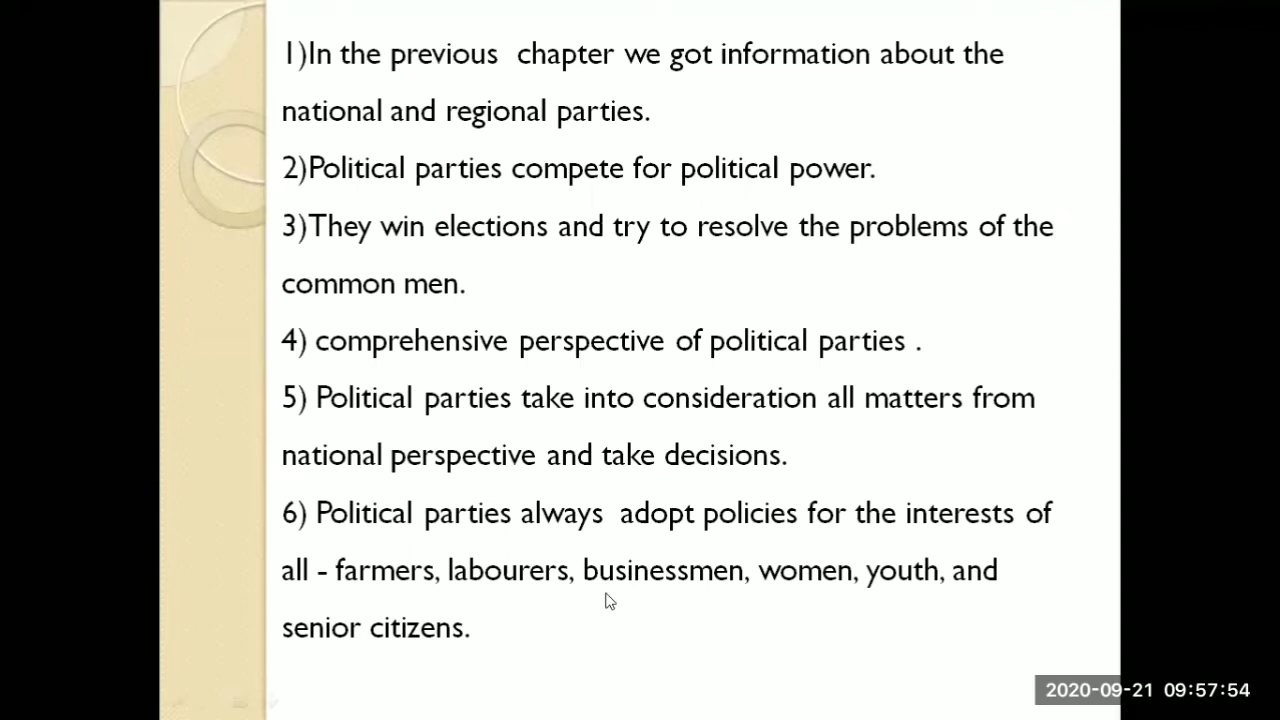 1)In the previous  chapter we got information about the
national and regional parties.
2)Political parties compete for political power.
3)They win elections and try to resolve the problems of the
common men.
4) comprehensive perspective of political parties .
5) Political parties take into consideration all matters from
national perspective and take decisions.
6) Political parties always  adopt policies for the interests of
all - farmers, labourers, businessmen, women, youth, and
senior citizens.
2020-09-21 09:57:54